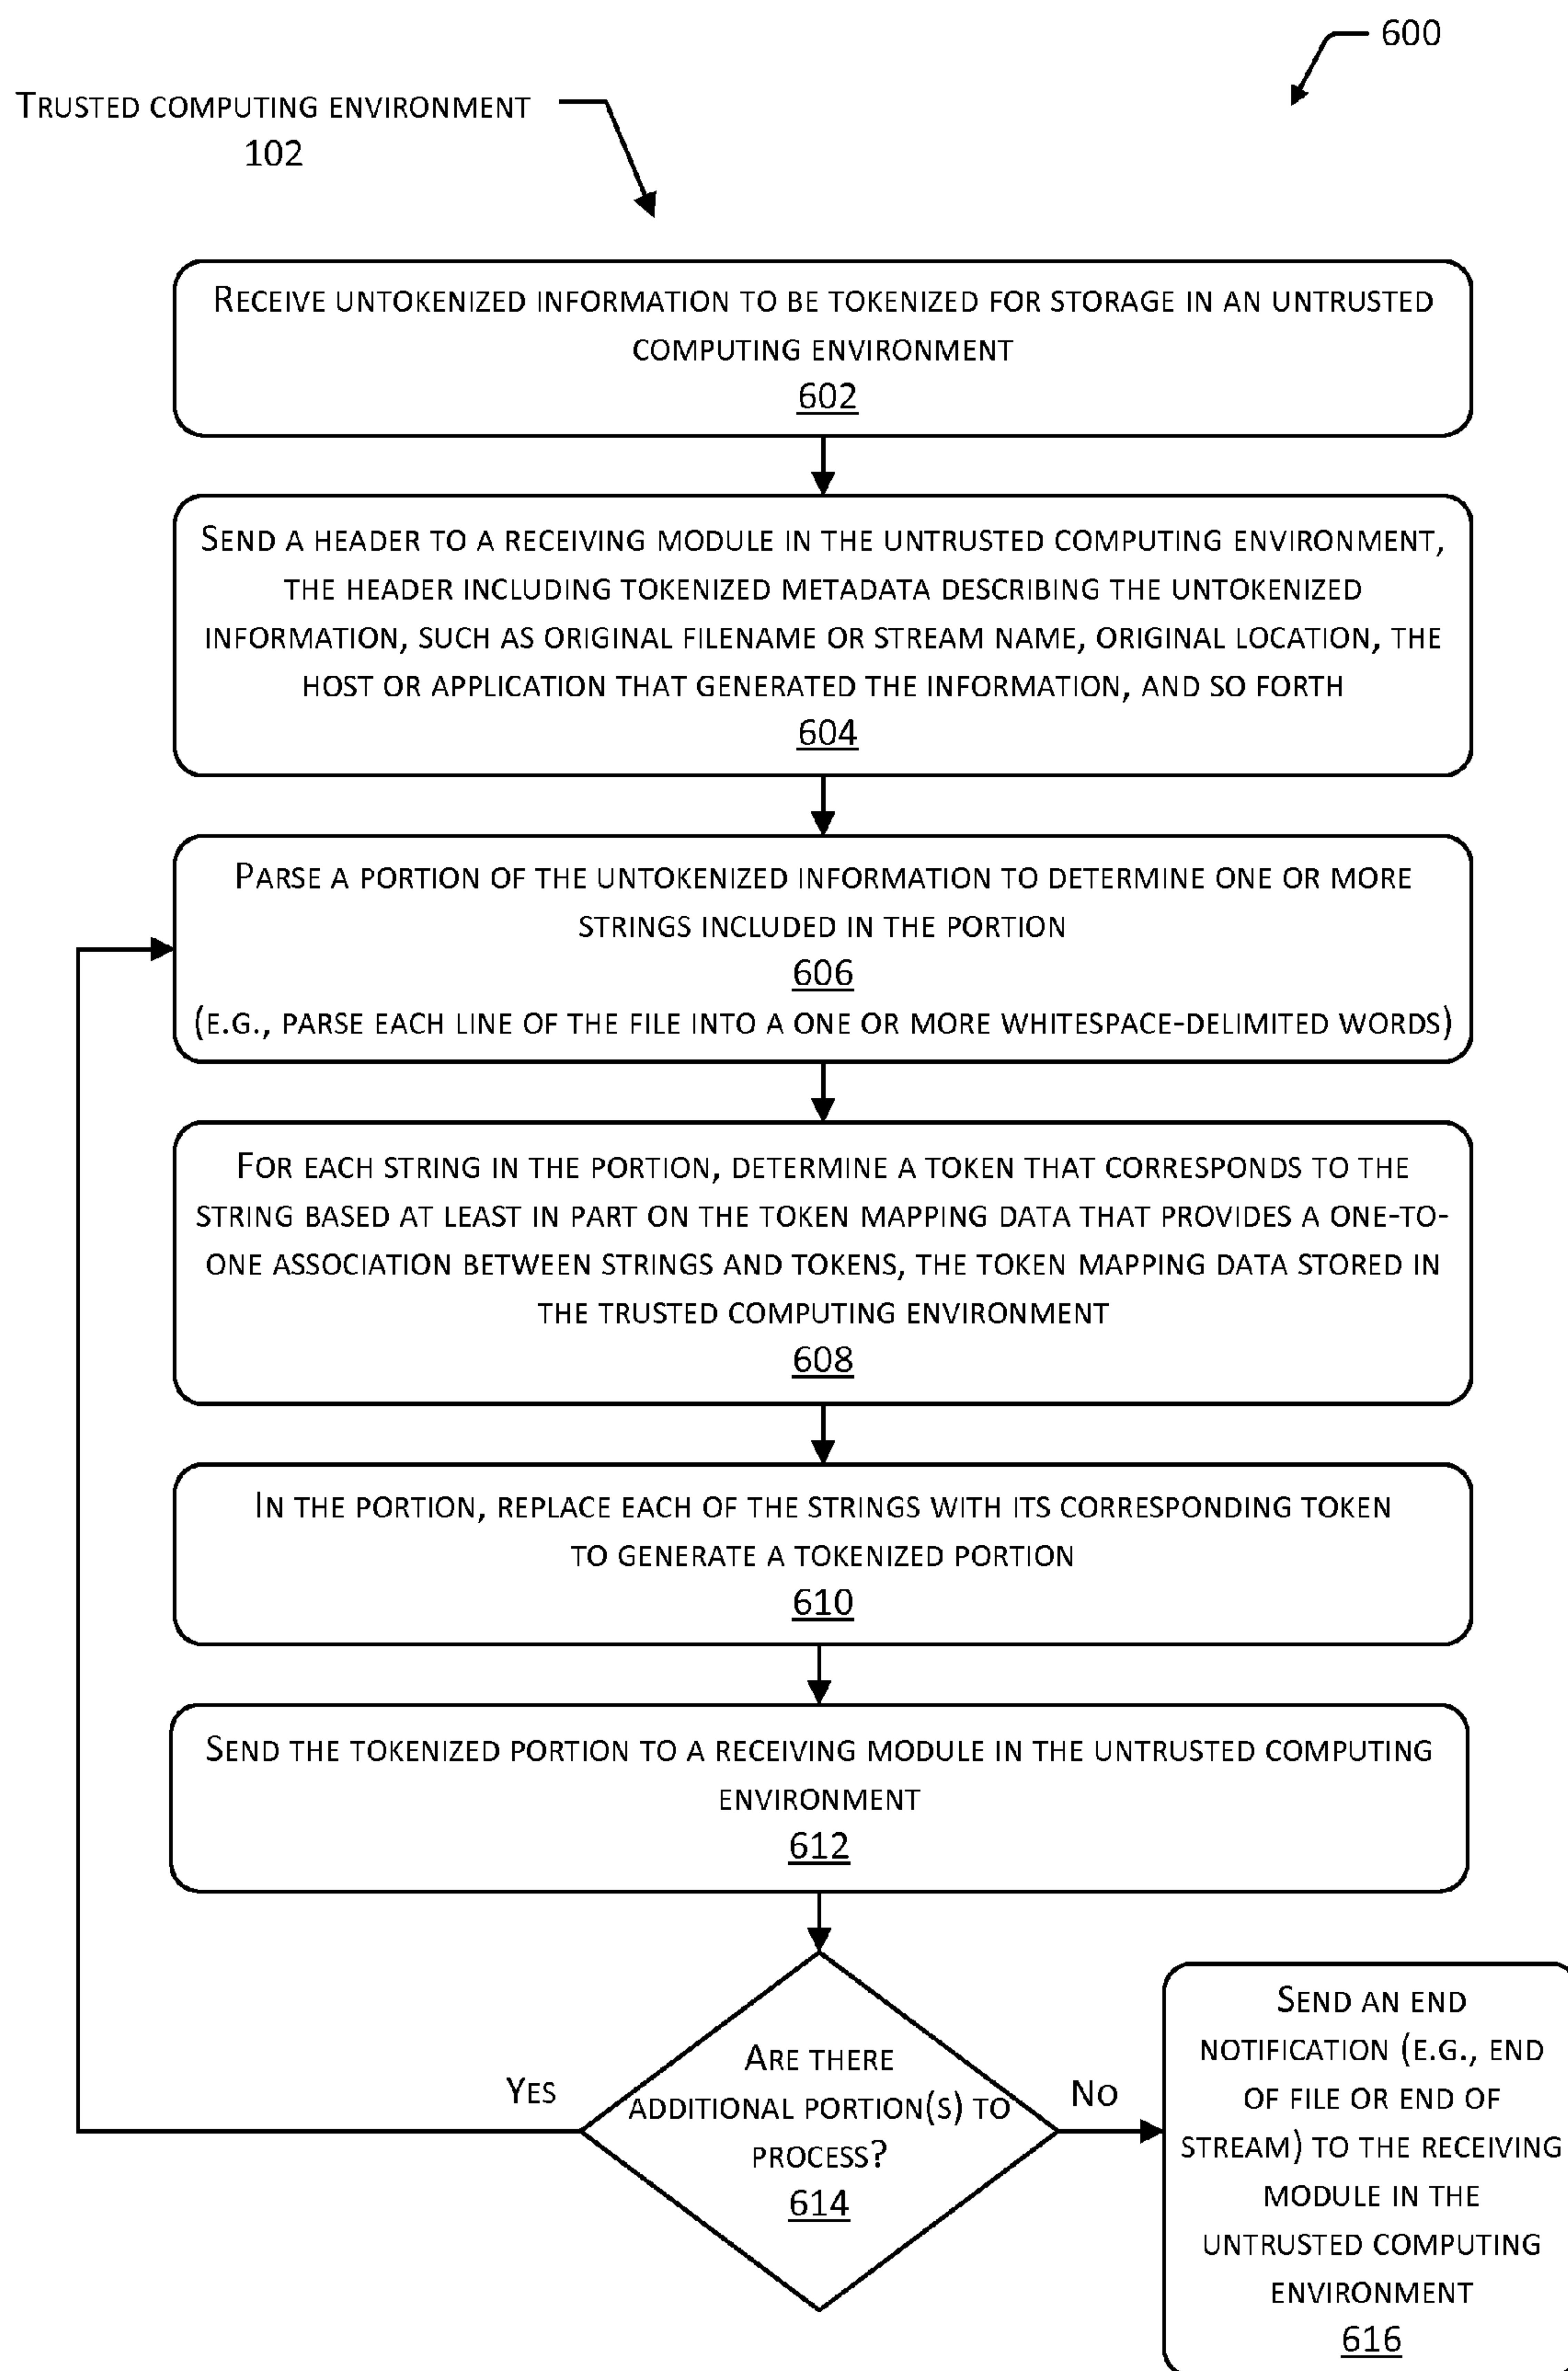 600
TRUSTED COMPUTING ENVIRONMENT
102
RECEIVE UNTOKENIZED INFORMATION TO BE TOKENIZED FOR STORAGE IN AN UNTRUSTED
COMPUTING ENVIRONMENT
602
SEND A HEADER TO A RECEIVING MODULE IN THE UNTRUSTED COMPUTING ENVIRONMENT,
THE HEADER INCLUDING TOKENIZED METADATA DESCRIBING THE UNTOKENIZED
INFORMATION, SUCH AS ORIGINAL FILENAME OR STREAM NAME, ORIGINAL LOCATION, THE
HOST OR APPLICATION THAT GENERATED THE INFORMATION, AND SO FORTH
604
PARSE A PORTION OF THE UNTOKENIZED INFORMATION TO DETERMINE ONE OR MORE
STRINGS INCLUDED IN THE PORTION
606
(E.G., PARSE EACH LINE OF THE FILE INTO A ONE OR MORE WHITESPACE-DELIMITED WORDS)
FOR EACH STRING IN THE PORTION, DETERMINE A TOKEN THAT CORRESPONDS TO THE
STRING BASED AT LEAST IN PART ON THE TOKEN MAPPING DATA THAT PROVIDES A ONE-TO-
ONE ASSOCIATION BETWEEN STRINGS AND TOKENS, THE TOKEN MAPPING DATA STORED IN
THE TRUSTED COMPUTING ENVIRONMENT
608
IN THE PORTION, REPLACE EACH OF THE STRINGS WITH ITS CORRESPONDING TOKEN
TO GENERATE A TOKENIZED PORTION
610
SEND THE TOKENIZED PORTION TO A RECEIVING MODULE IN THE UNTRUSTED COMPUTING
ENVIRONMENT
612
ARE THERE
ADDITIONAL PORTION(S) TO
PROCESS?
614
YES
NO
SEND AN END
NOTIFICATION (E.G., END
OF FILE OR END OF
STREAM) TO THE RECEIVING
MODULE IN THE
UNTRUSTED COMPUTING
ENVIRONMENT
616